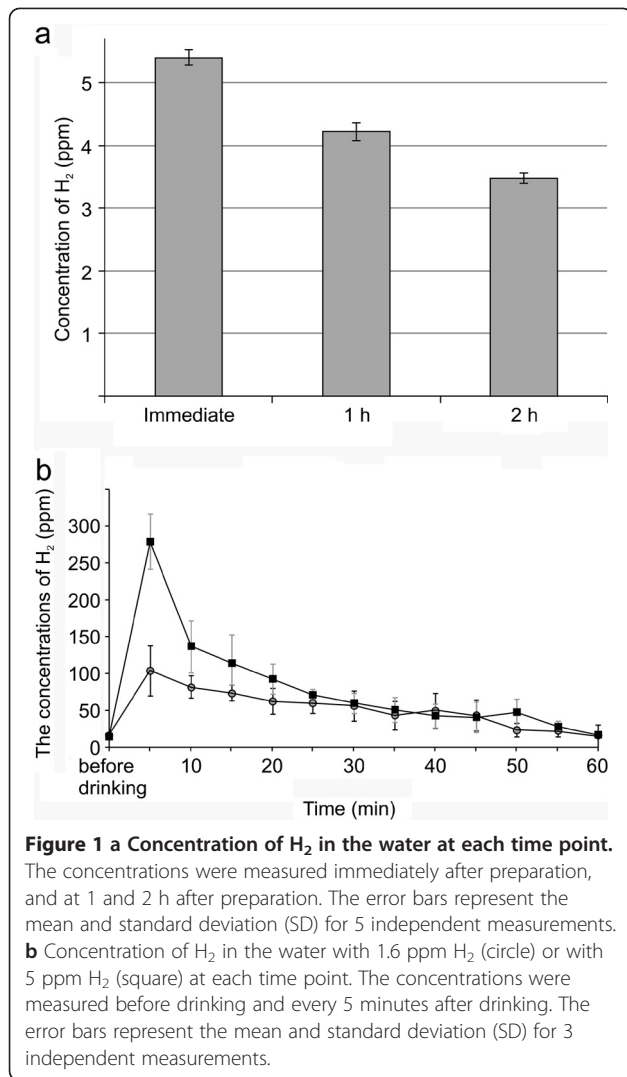 a
Concentration of H₂ (ppm)
5
4
3
2
1
Immediate 1 h 2 h
b
The concentrations of H₂ (ppm)
300
250
200
150
100
50
0
before drinking 10 20 30 40 50 60
Time (min)
Figure 1 a Concentration of H₂ in the water at each time point.
The concentrations were measured immediately after preparation,
and at 1 and 2 h after preparation. The error bars represent the
mean and standard deviation (SD) for 5 independent measurements.
b Concentration of H₂ in the water with 1.6 ppm H₂ (circle) or with
5 ppm H₂ (square) at each time point. The concentrations were
measured before drinking and every 5 minutes after drinking. The
error bars represent the mean and standard deviation (SD) for 3
independent measurements.